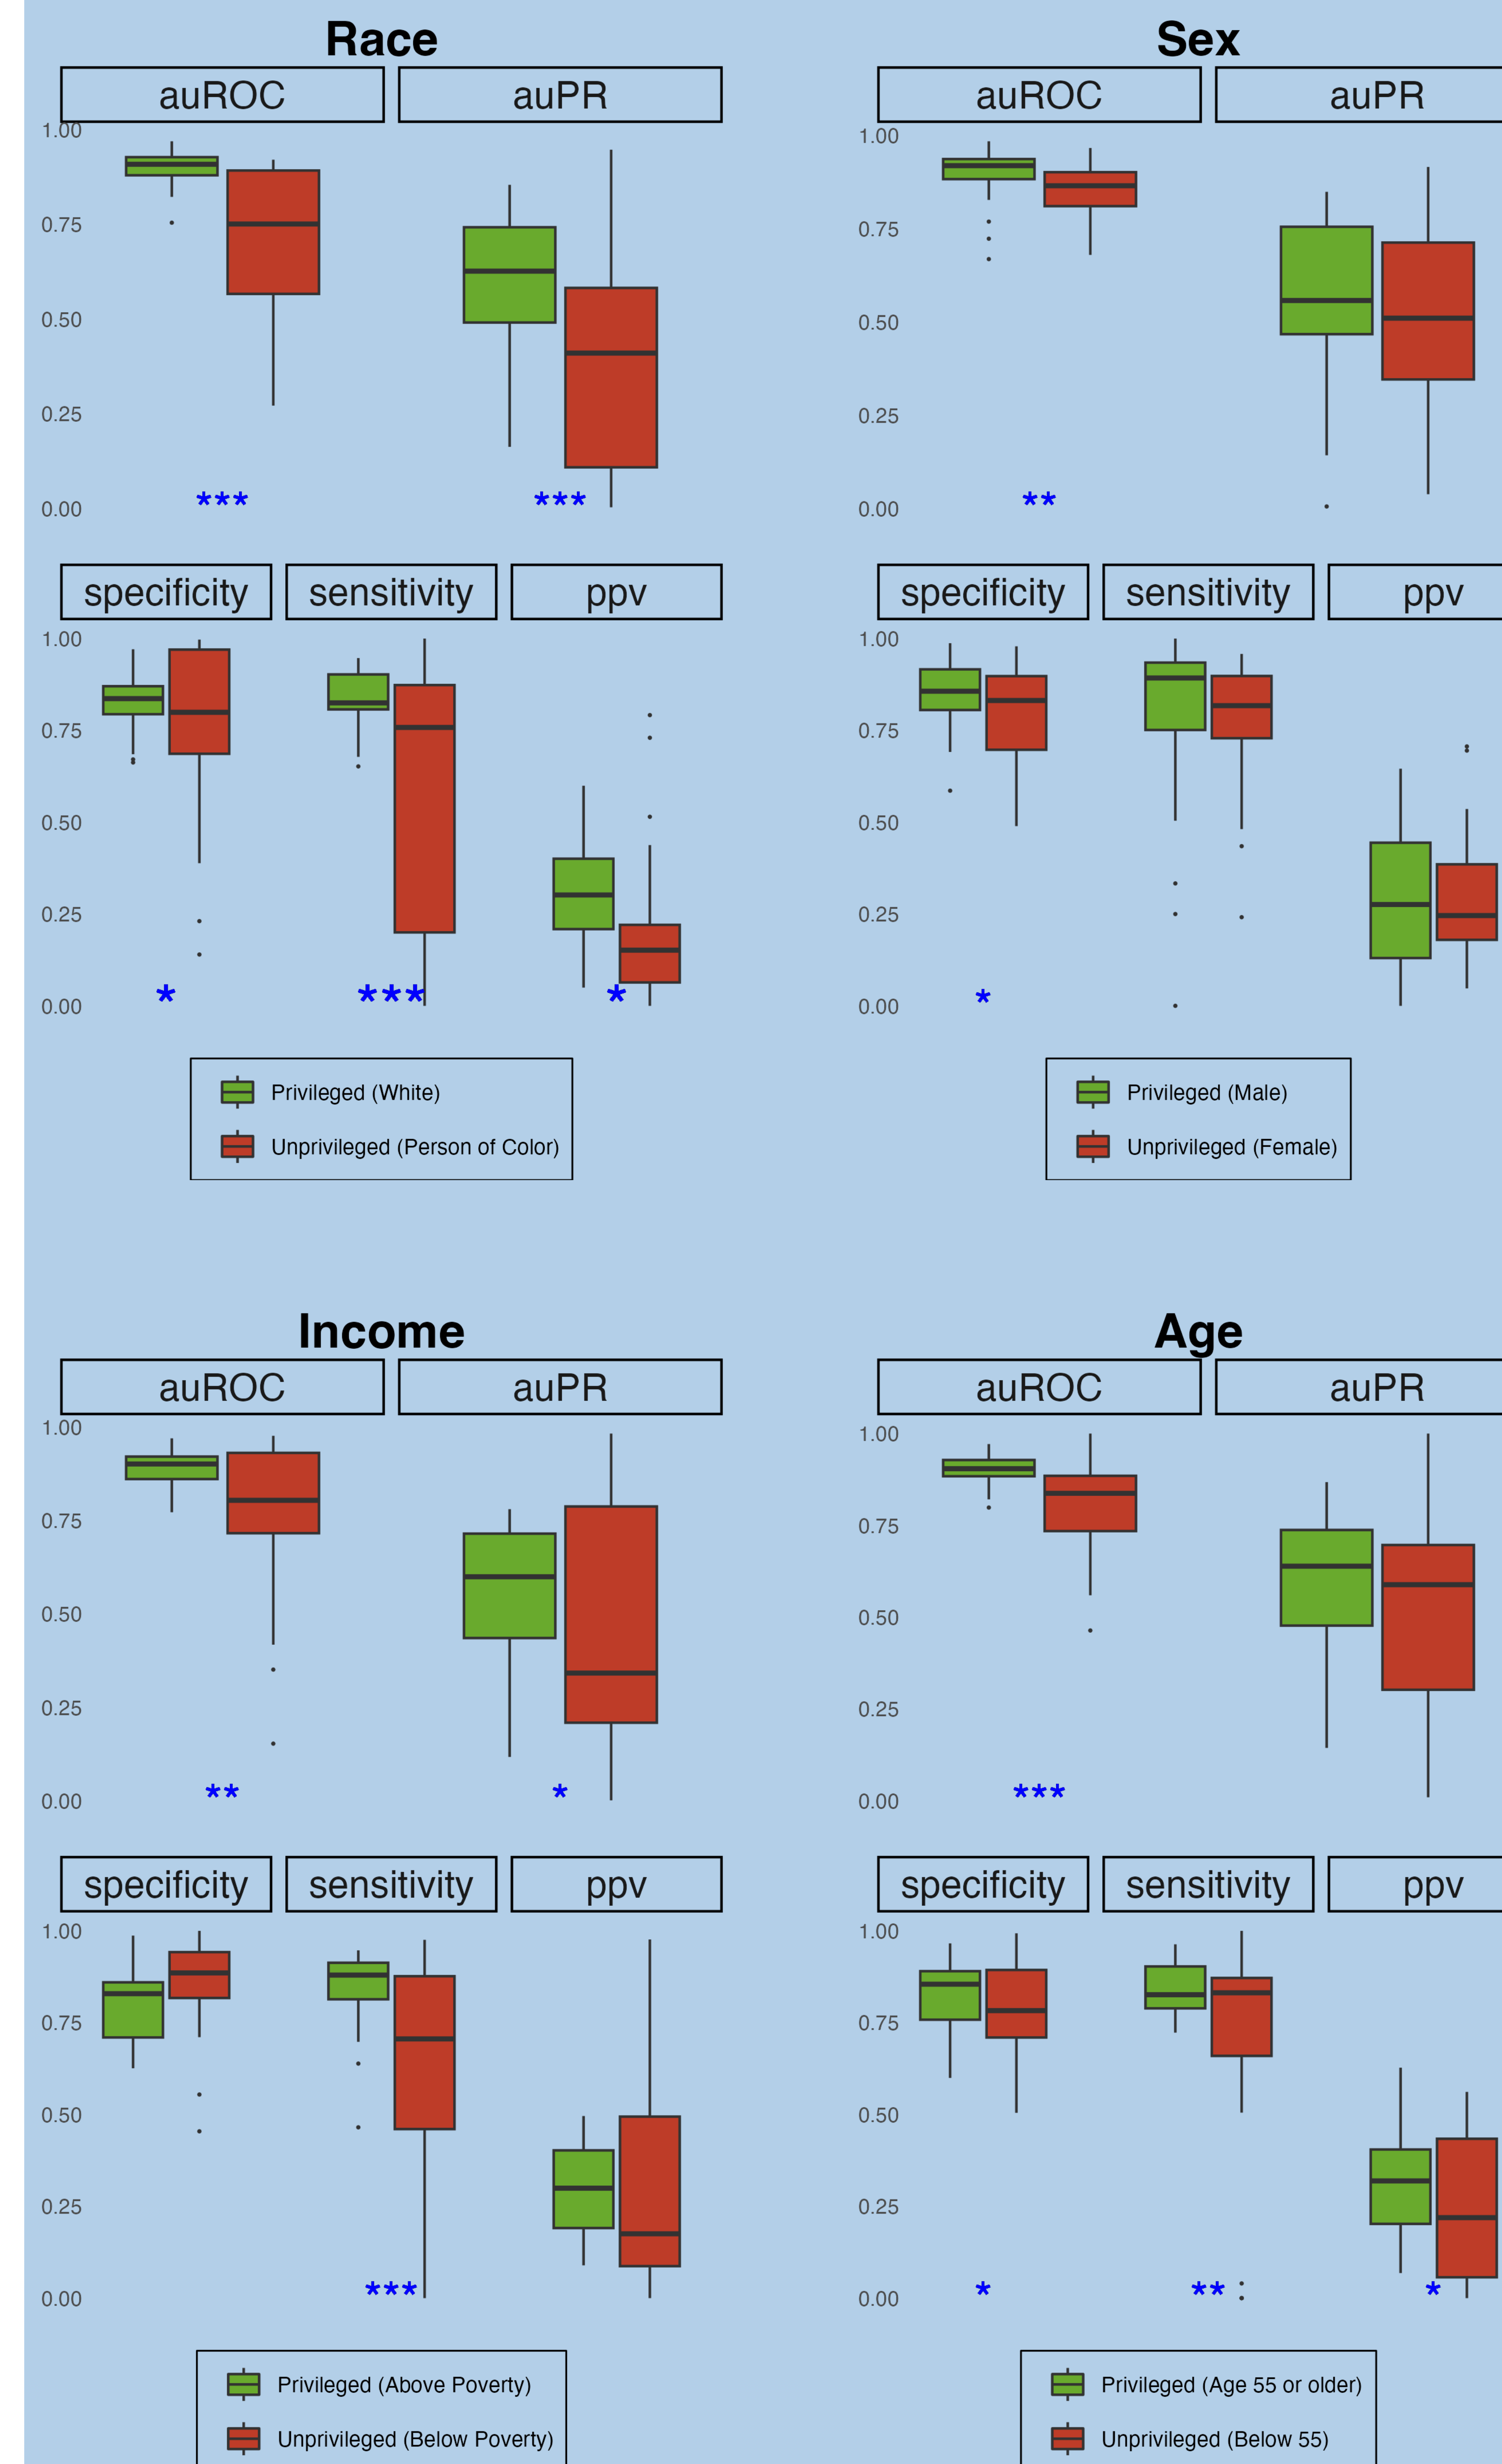 Race
auROC auPR
1.00
0.75
0.50
0.25
0.00
*** ***
specificity sensitivity ppv
1.00
0.75
0.50
0.25
0.00
* *** *
Privileged (White)
Unprivileged (Person of Color)
Sex
auROC auPR
1.00
0.75
0.50
0.25
0.00
**
specificity sensitivity ppv
1.00
0.75
0.50
0.25
0.00
*
Privileged (Male)
Unprivileged (Female)
Income
auROC auPR
1.00
0.75
0.50
0.25
0.00
** *
specificity sensitivity ppv
1.00
0.75
0.50
0.25
0.00
***
Privileged (Above Poverty)
Unprivileged (Below Poverty)
Age
auROC auPR
1.00
0.75
0.50
0.25
0.00
***
specificity sensitivity ppv
1.00
0.75
0.50
0.25
0.00
* ** *
Privileged (Age 55 or older)
Unprivileged (Below 55)